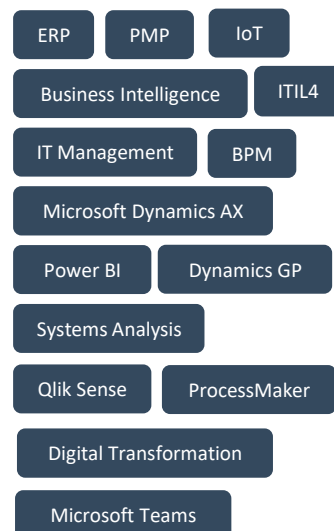 ERP PMP IoT
Business Intelligence ITIL4
IT Management BPM
Microsoft Dynamics AX
Power BI Dynamics GP
Systems Analysis
Qlik Sense ProcessMaker
Digital Transformation
Microsoft Teams